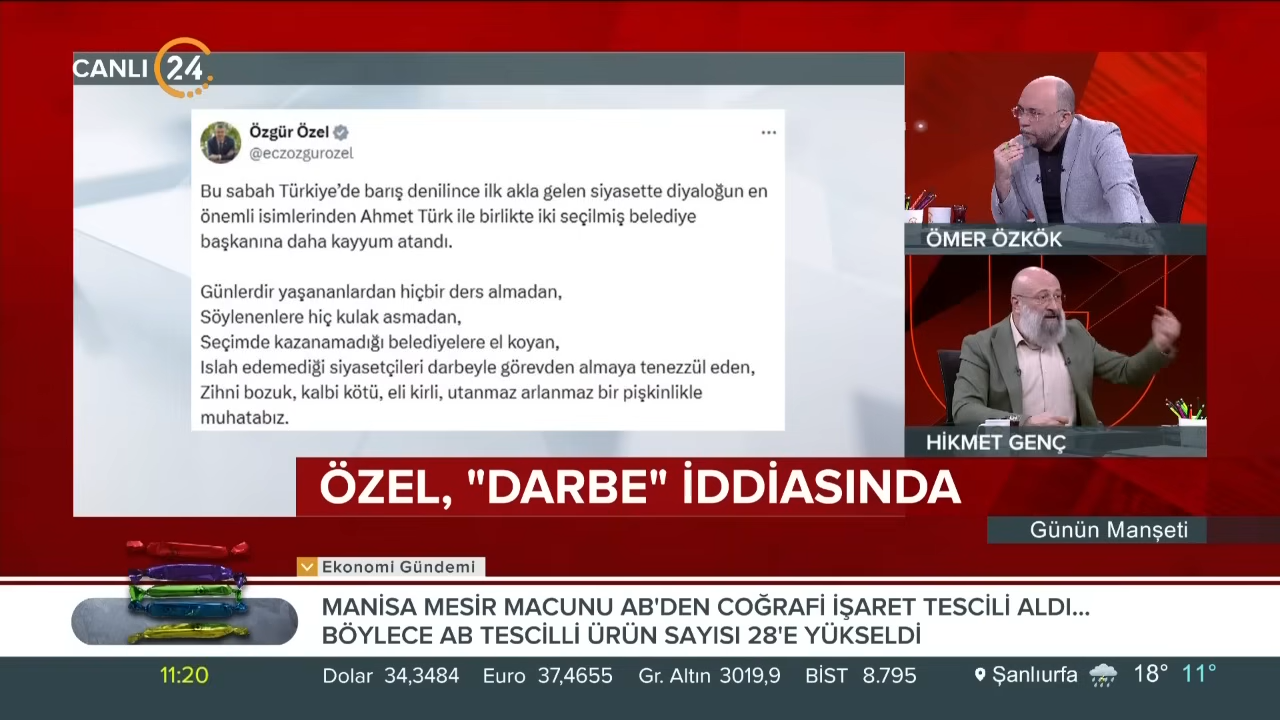 CANLI 24
Özgür Özel
@eczozgurozel
Bu sabah Türkiye'de barış denilince ilk akla gelen siyasette diyaloğun en
önemli isimlerinden Ahmet Türk ile birlikte iki seçilmiş belediye
başkanına daha kayyum atandı.
Günlerdir yaşananlardan hiçbir ders almadan,
Söylenenlere hiç kulak asmadan,
Seçimde kazanamadığı belediyelere el koyan,
Islah edemediği siyasetçileri darbeyle görevden almaya tenezzül eden,
Zihni bozuk, kalbi kötü, eli kirli, utanmaz arlanmaz bir pişkinlikle
muhatabız.
ÖMER ÖZKÖK
HİKMET GENÇ
ÖZEL, "DARBE" İDDİASINDA
Günün Manşeti
Ekonomi Gündemi
MANİSA MESİR MACUNU AB'DEN COĞRAFİ İŞARET TESCİLİ ALDI...
BÖYLECE AB TESCİLLİ ÜRÜN SAYISI 28'E YÜKSELDİ
11:20 Dolar 34,3484 Euro 37,4655 Gr. Altın 3019,9 BİST 8.795 Şanlıurfa 18° 11°